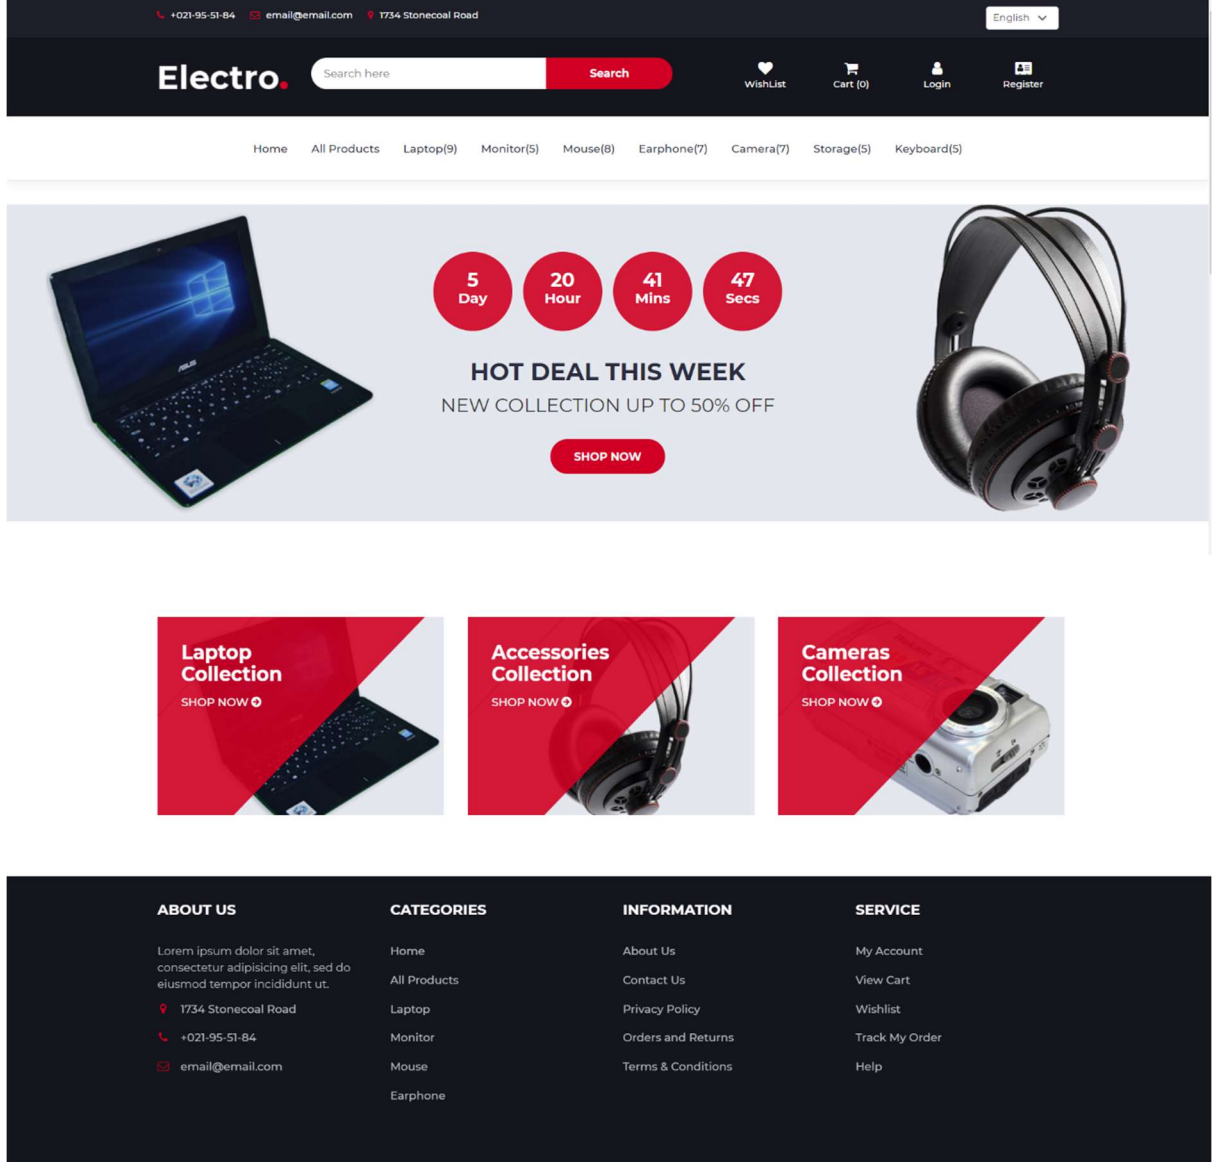 +021-95-51-84 email@email.com 1734 Stonecoal Road English
Electro. Search here Search WishList Cart (0) Login Register
Home All Products Laptop(9) Monitor(5) Mouse(8) Earphone(7) Camera(7) Storage(5) Keyboard(5)
5 Day
20 Hour
41 Mins
47 Secs
ASUS
HOT DEAL THIS WEEK
NEW COLLECTION UP TO 50% OFF
SHOP NOW
Laptop
Collection
SHOP NOW
Accessories
Collection
SHOP NOW
Cameras
Collection
SHOP NOW
ABOUT US
Lorem ipsum dolor sit amet,
consectetur adipisicing elit, sed do
eiusmod tempor incididunt ut.
1734 Stonecoal Road
+021-95-51-84
email@email.com
CATEGORIES
Home
All Products
Laptop
Monitor
Mouse
Earphone
INFORMATION
About Us
Contact Us
Privacy Policy
Orders and Returns
Terms & Conditions
SERVICE
My Account
View Cart
Wishlist
Track My Order
Help